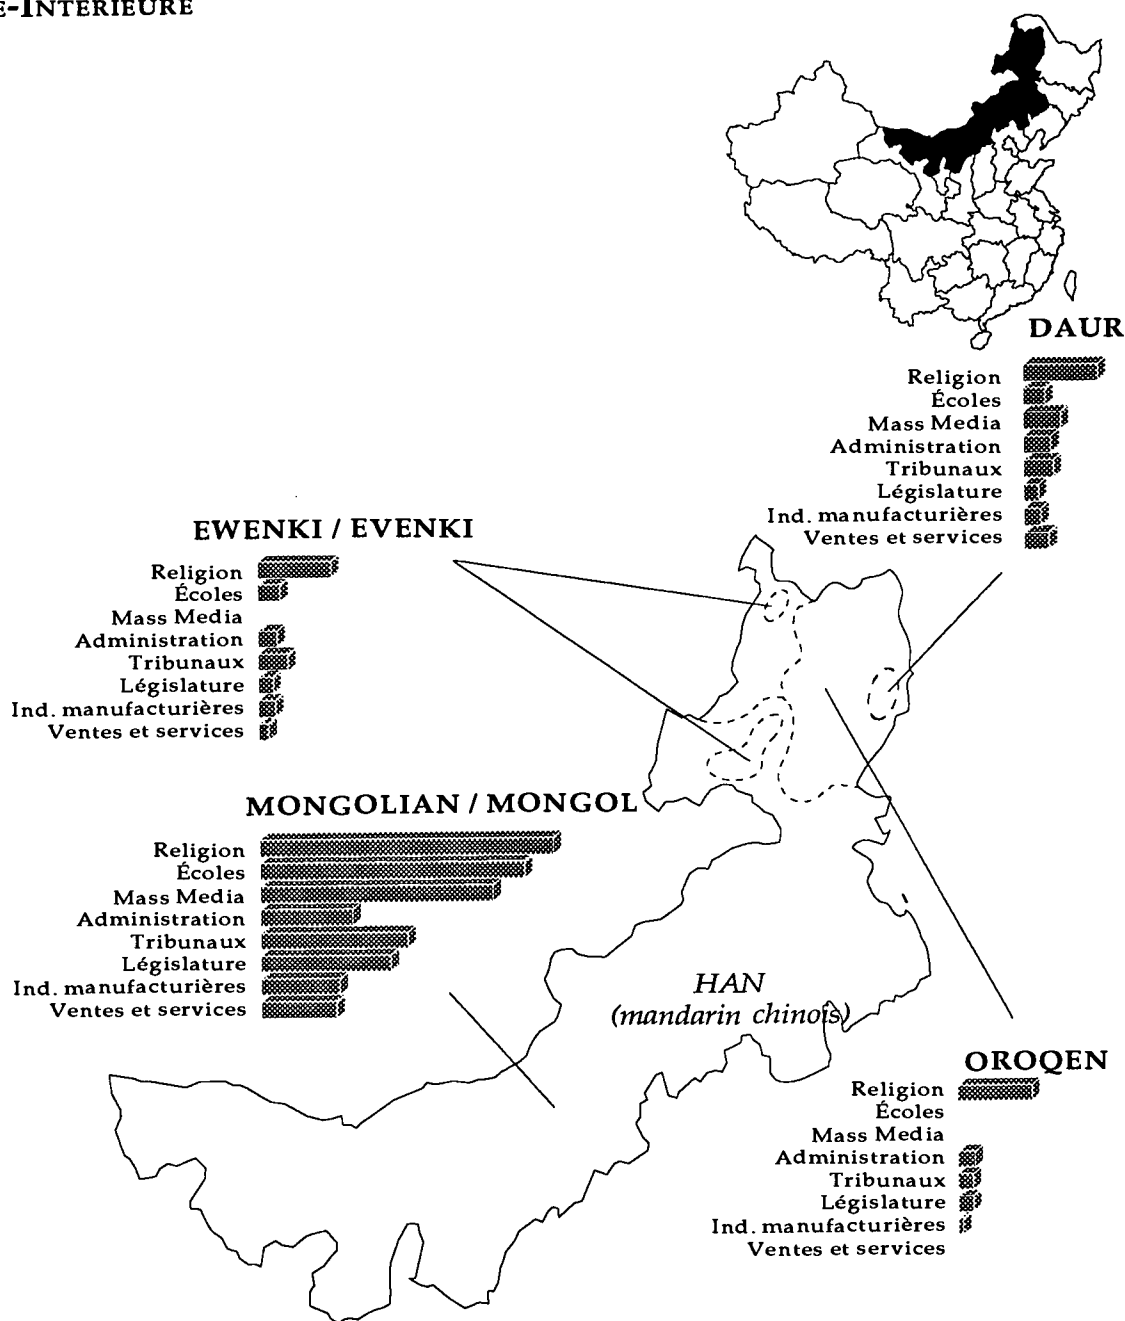 E-INTÉRIEURE
DAUR
Religion
Écoles
Mass Media
Administration
Tribunaux
Législature
Ind. manufacturières
Ventes et services
EWENKI / EVENKI
Religion
Écoles
Mass Media
Administration
Tribunaux
Législature
Ind. manufacturières
Ventes et services
MONGOLIAN / MONGOL
Religion
Écoles
Mass Media
Administration
Tribunaux
Législature
Ind. manufacturières
Ventes et services
HAN
(mandarin chinois)
OROQEN
Religion
Écoles
Mass Media
Administration
Tribunaux
Législature
Ind. manufacturières
Ventes et services